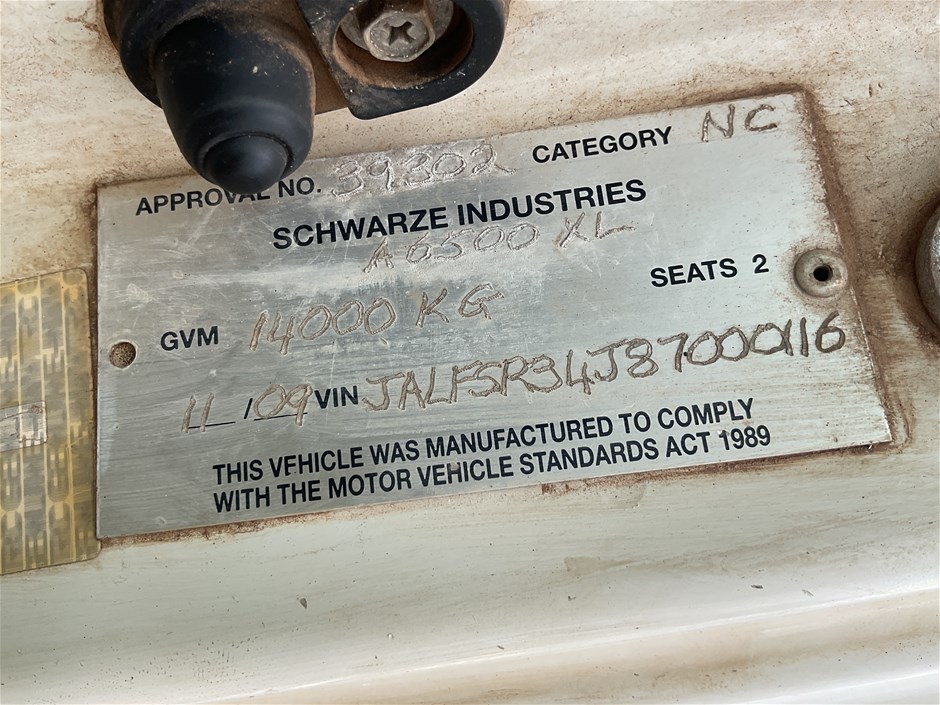 APPROVAL NO. 39302 CATEGORY NC
SCHWARZE INDUSTRIES
A6500 XL
SEATS 2
GVM 14000 KG
11/09 VIN JALFSR34J87000116
THIS VEHICLE WAS MANUFACTURED TO COMPLY
WITH THE MOTOR VEHICLE STANDARDS ACT 1989